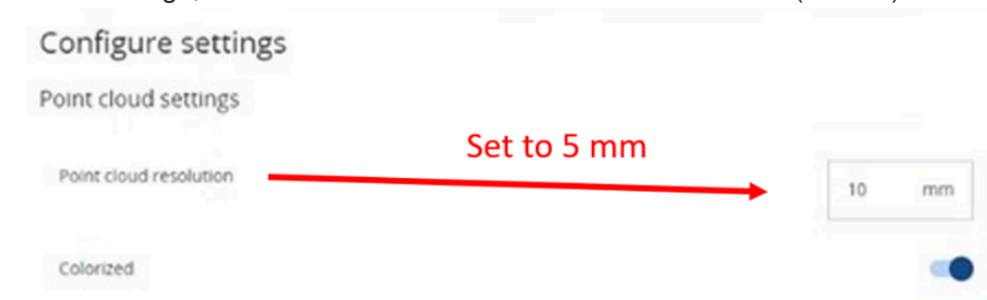 Configure settings
Point cloud settings
Set to 5 mm
Point cloud resolution
10 mm
Colorized